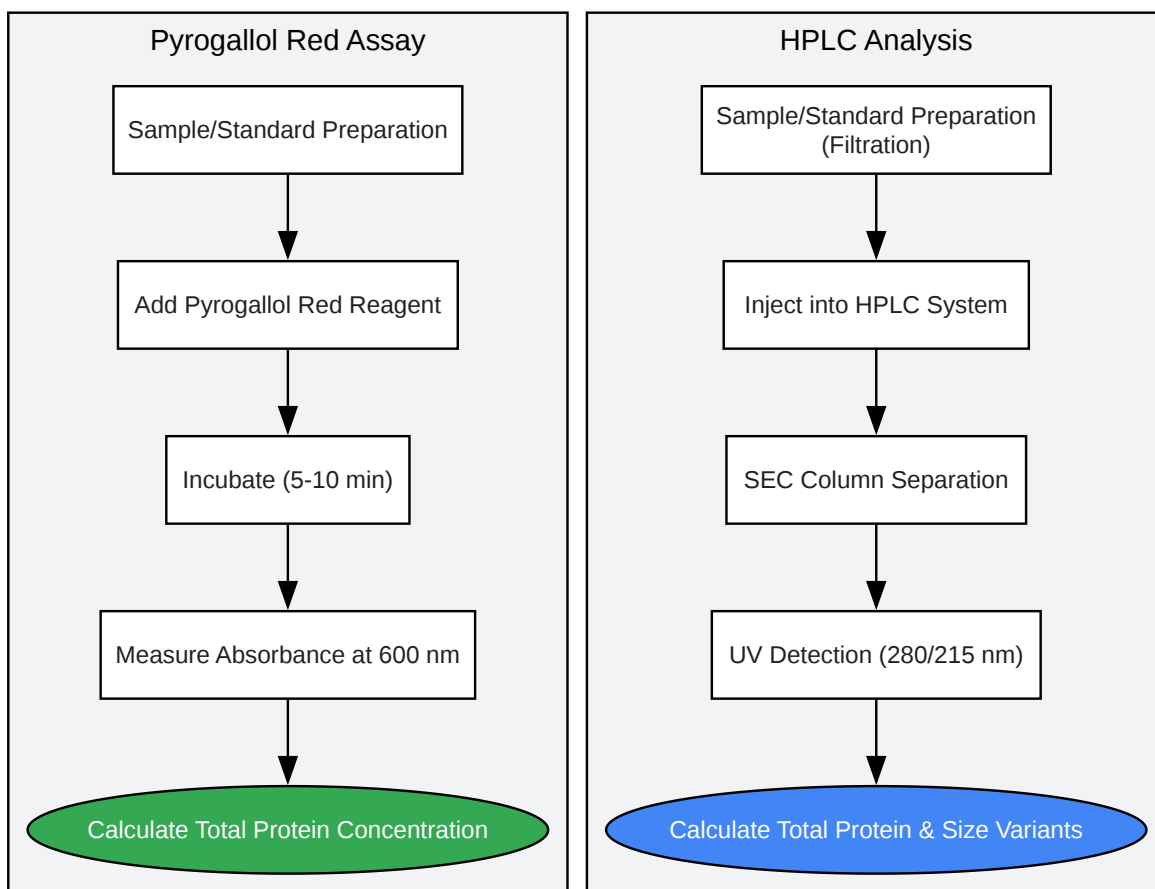 Pyrogallol Red Assay
Sample/Standard Preparation
Add Pyrogallol Red Reagent
Incubate (5-10 min)
Measure Absorbance at 600 nm
Calculate Total Protein Concentration
HPLC Analysis
Sample/Standard Preparation
(Filtration)
Inject into HPLC System
SEC Column Separation
UV Detection (280/215 nm)
Calculate Total Protein & Size Variants